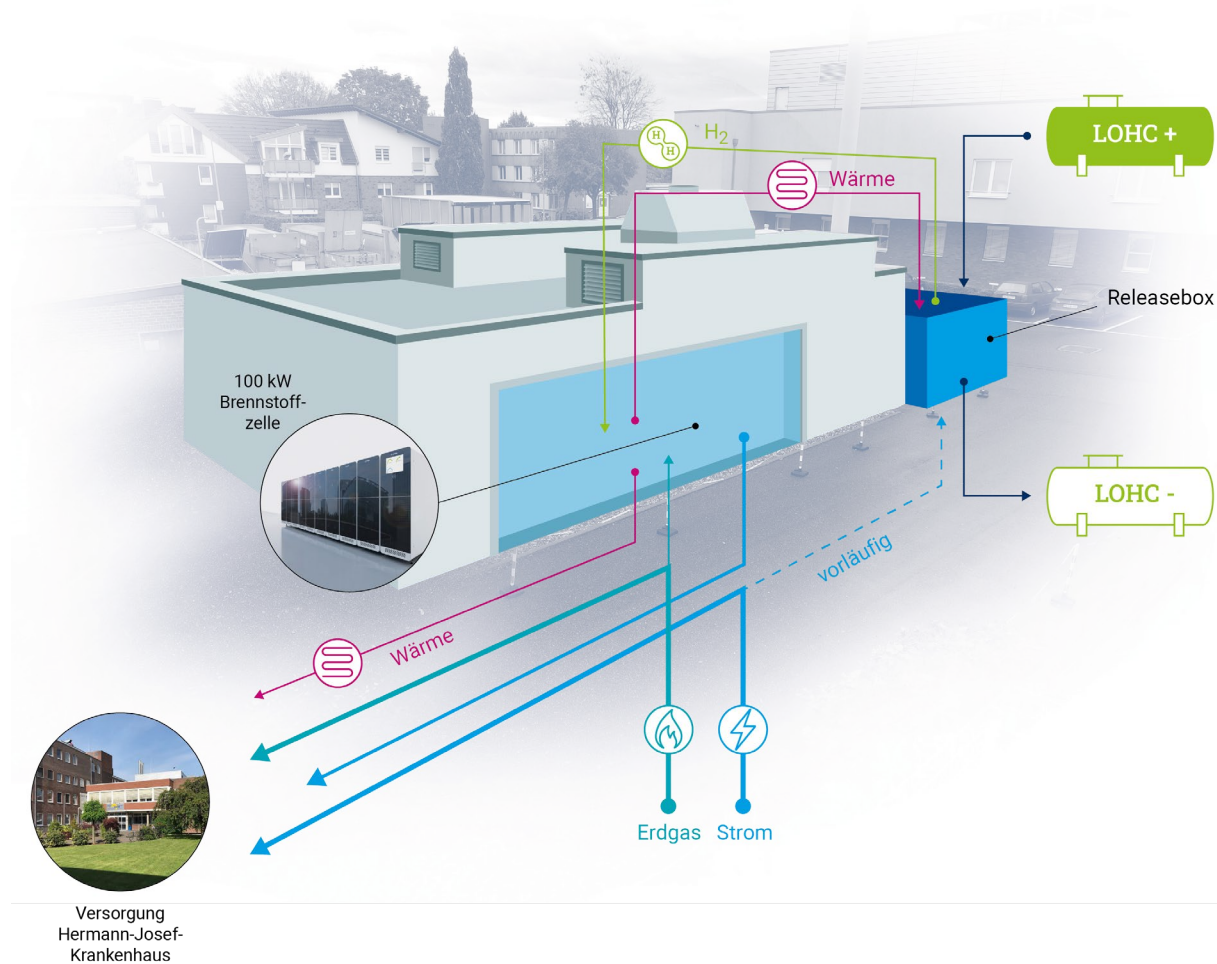 H₂
LOHC +
Wärme
Releasebox
100 kW
Brennstoff-
zelle
LOHC -
vorläufig
Wärme
Erdgas
Strom
Versorgung
Hermann-Josef-
Krankenhaus